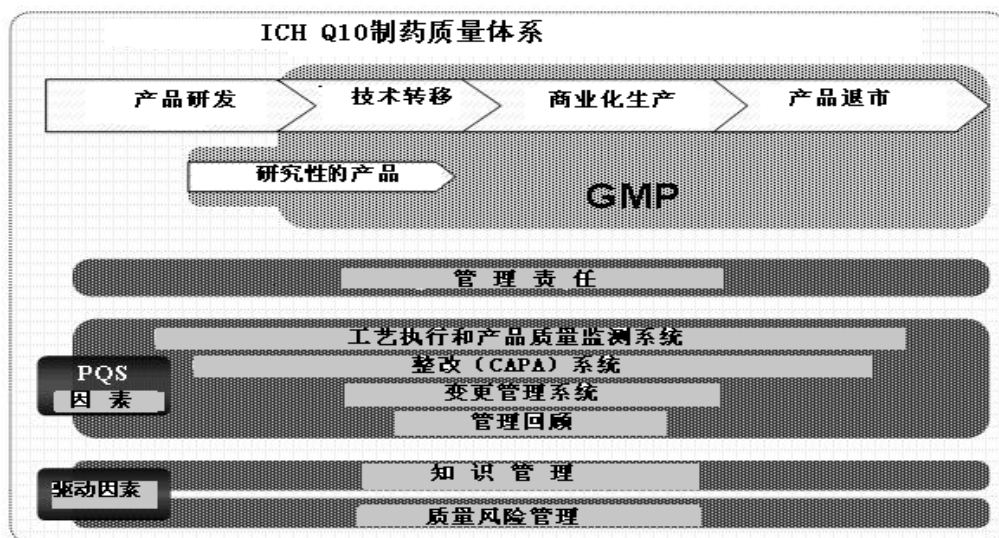 ICH Q10制药质量体系
产品研发
技术转移
商业化生产
产品退市
研究性的产品
GMP
管理责任
工艺执行和产品质量监测系统
整改（CAPA）系统
变更管理系统
管理回顾
PQS
因素
知识管理
驱动因素
质量风险管理